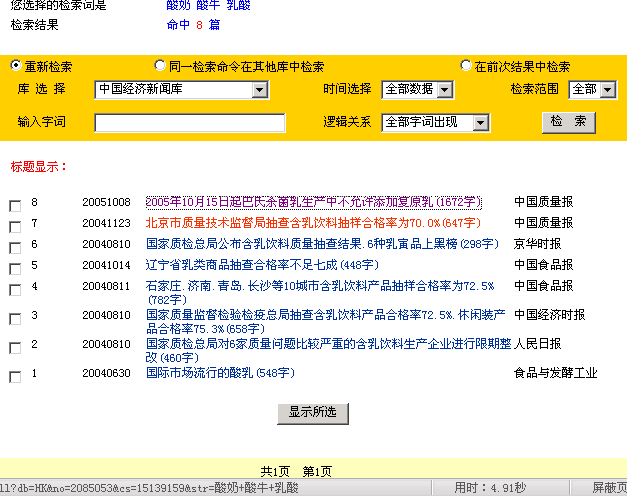 您选择的检索词是 酸奶 酸牛 乳酸
检索结果 命中 8 篇
重新检索 同一检索命令在其他库中检索 在前次结果中检索
库 选 择 中国经济新闻库 时间选择 全部数据 检索范围 全部
输入字词 逻辑关系 全部字词出现 检 索
标题显示：
8 20051008 2005年10月15日起巴氏杀菌乳生产中不允许添加复原乳(1672字) 中国质量报
7 20041123 北京市质量技术监督局抽查含乳饮料抽样合格率为70.0%(647字) 中国质量报
6 20040810 国家质检总局公布含乳饮料质量抽查结果.6种乳制品上黑榜(298字) 京华时报
5 20041014 辽宁省乳类商品抽查合格率不足七成(448字) 中国食品报
4 20040811 石家庄.济南.青岛.长沙等10城市含乳饮料产品抽样合格率为72.5% 中国食品报
(782字)
3 20040810 国家质量监督检验检疫总局抽查含乳饮料产品合格率72.5%.休闲装产 中国经济时报
品合格率75.3%(658字)
2 20040810 国家质检总局对6家质量问题比较严重的含乳饮料生产企业进行限期整 人民日报
改(460字)
1 20040630 国际市场流行的酸乳(548字) 食品与发酵工业
显示所选
共1页 第1页
ll?db=HK&no=2085053&cs=15139159&str=酸奶+酸牛+乳酸 用时：4.91秒 屏蔽页